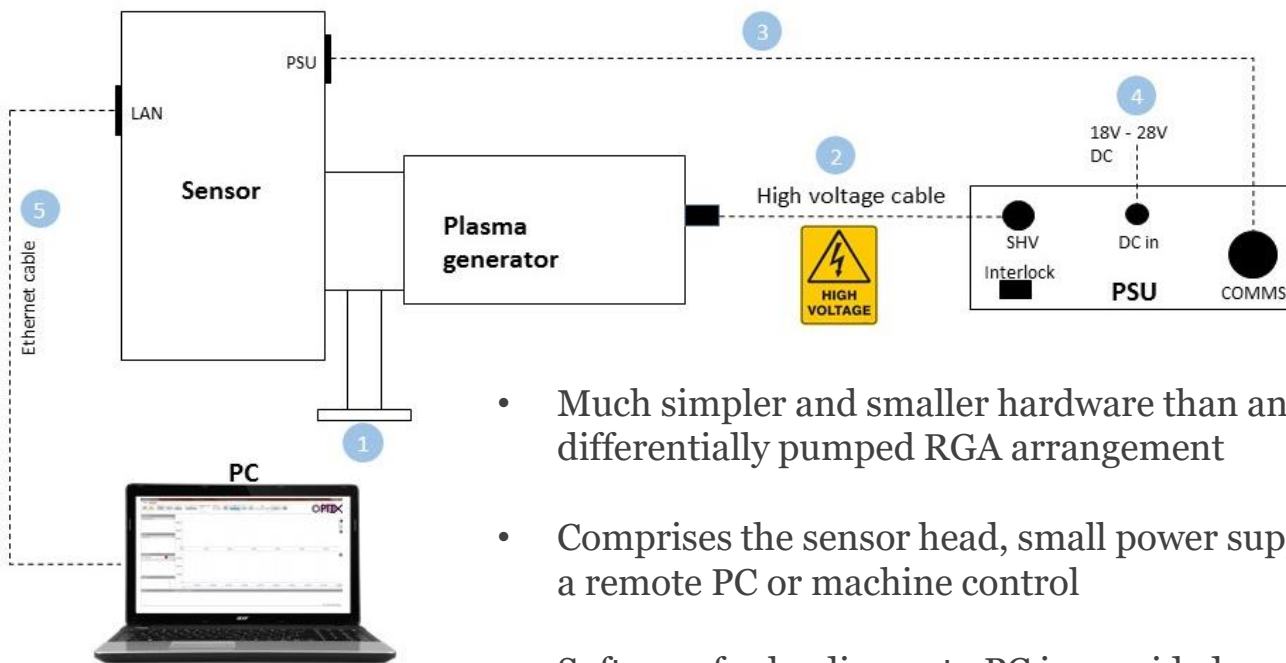 3
PSU
4
LAN
18V - 28V
DC
2
Sensor
High voltage cable
5
Plasma
generator
SHV
DC in
Ethernet cable
Interlock
HIGH
VOLTAGE
PSU
COMMS
• Much simpler and smaller hardware than an
differentially pumped RGA arrangement
1
PC
OPTIX
• Comprises the sensor head, small power sup
a remote PC or machine control